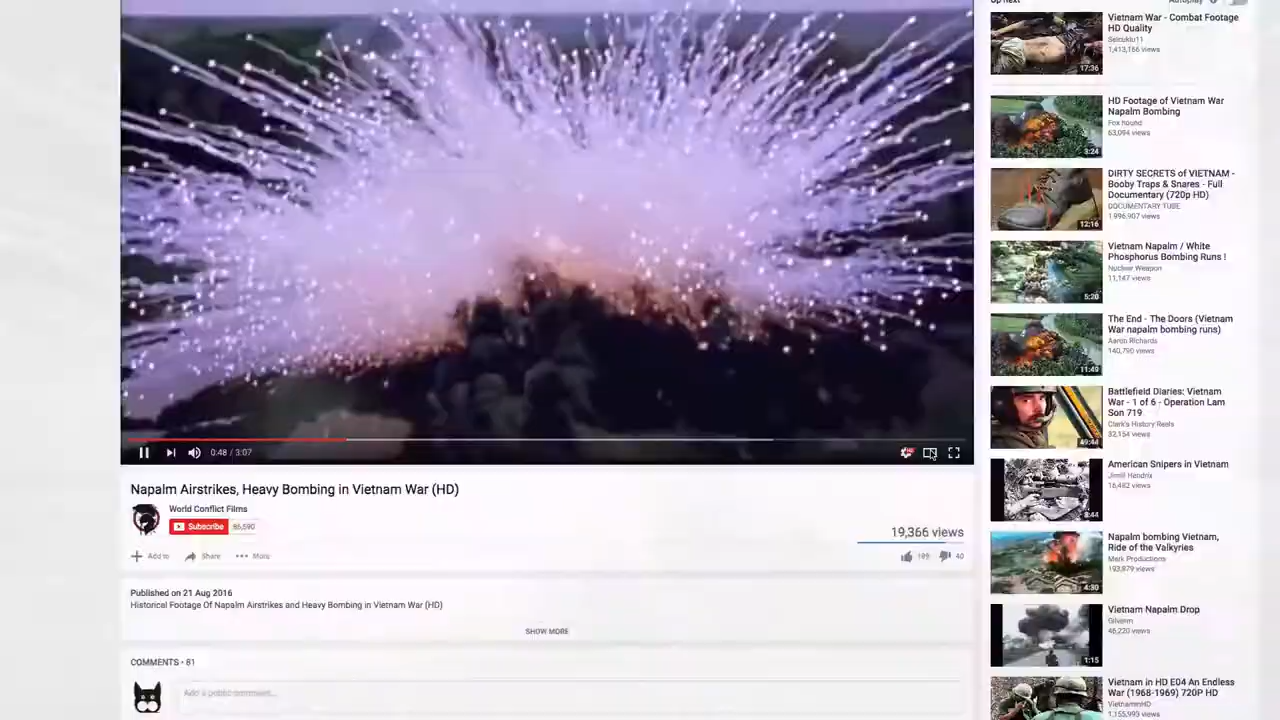 Up next
Autoplay
Vietnam War - Combat Footage
HD Quality
1,413,166 views
17:36
HD Footage of Vietnam War
Napalm Bombing
Fox hound
63,094 views
3:24
DIRTY SECRETS of VIETNAM -
Booby Traps & Snares - Full
Documentary (720p HD)
DOCUMENTARY TUBE
1,996,907 views
12:16
Vietnam Napalm / White
Phosphorus Bombing Runs !
Nuclear Weapon
11,147 views
5:20
The End - The Doors (Vietnam
War napalm bombing runs)
Aaron Richards
140,790 views
11:49
Battlefield Diaries: Vietnam
War - 1 of 6 - Operation Lam
Son 719
Clark's History Reels
32,154 views
49:44
American Snipers in Vietnam
Jimill Hendrix
16,482 views
8:44
Napalm bombing Vietnam,
Ride of the Valkyries
Mark Productions
193,879 views
4:30
Vietnam Napalm Drop
Gilvenm
46,220 views
1:15
Vietnam in HD E04 An Endless
War (1968-1969) 720P HD
VietnamnHD
1,155,993 views
0:48 / 3:07
Napalm Airstrikes, Heavy Bombing in Vietnam War (HD)
World Conflict Films
Subscribe 86,590
19,366 views
Add to Share More
189 40
Published on 21 Aug 2016
Historical Footage Of Napalm Airstrikes and Heavy Bombing in Vietnam War (HD)
SHOW MORE
COMMENTS • 81
Add a public comment...